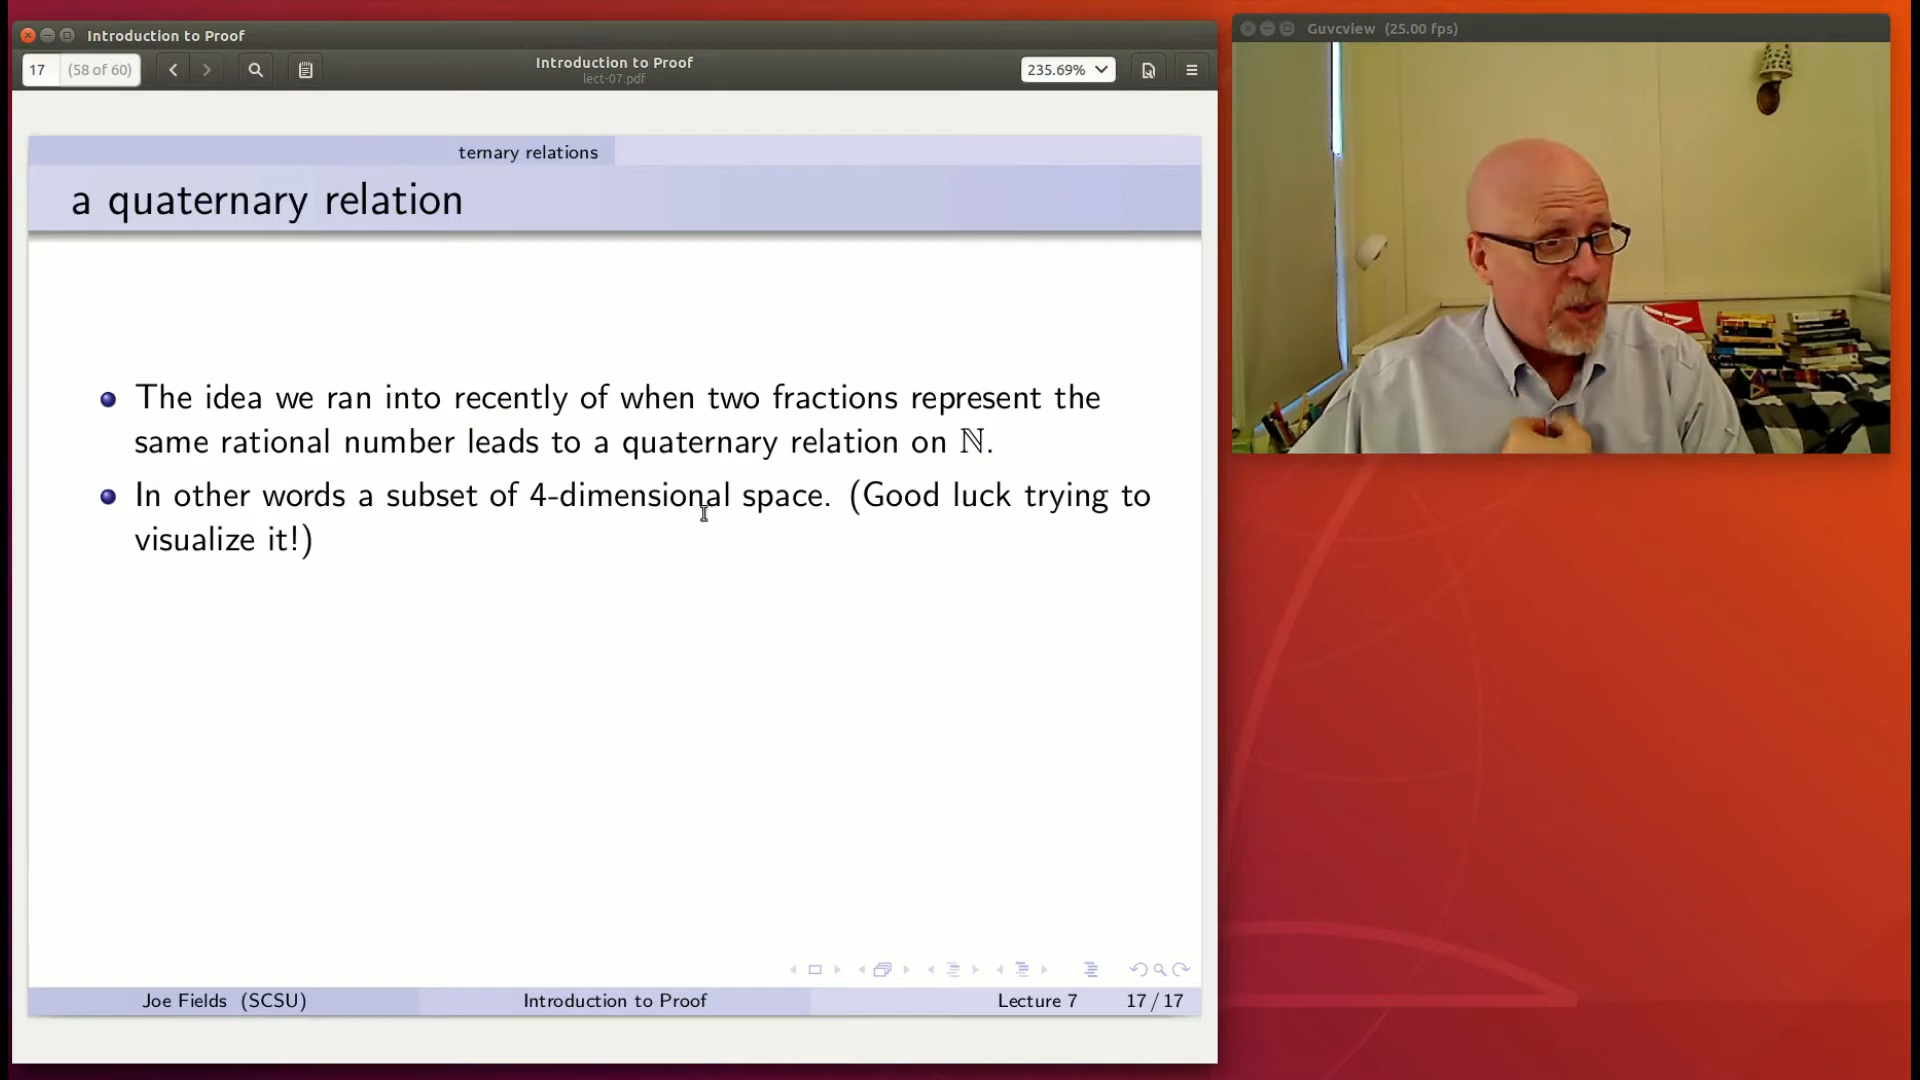 Introduction to Proof
17 (58 of 60)
Introduction to Proof
lect-07.pdf
235.69%
ternary relations
a quaternary relation
The idea we ran into recently of when two fractions represent the
same rational number leads to a quaternary relation on ℕ.
In other words a subset of 4-dimensional space. (Good luck trying to
visualize it!)
Joe Fields (SCSU) Introduction to Proof Lecture 7 17 / 17
Guvcview (25.00 fps)